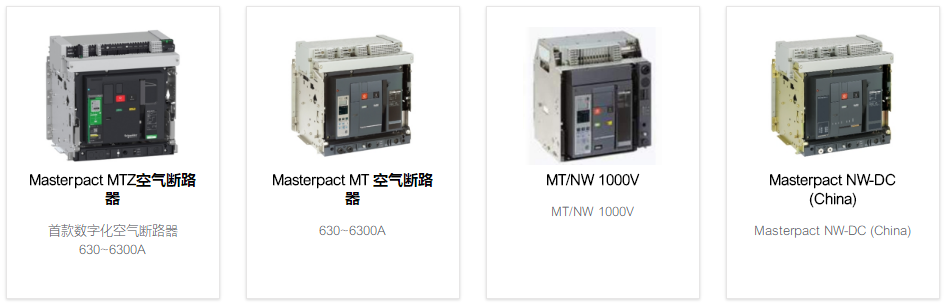 Masterpact MTZ空气断路
器
首款数字化空气断路器
630~6300A
Masterpact MT 空气断路
器
630~6300A
MT/NW 1000V
MT/NW 1000V
Masterpact NW-DC
(China)
Masterpact NW-DC (China)